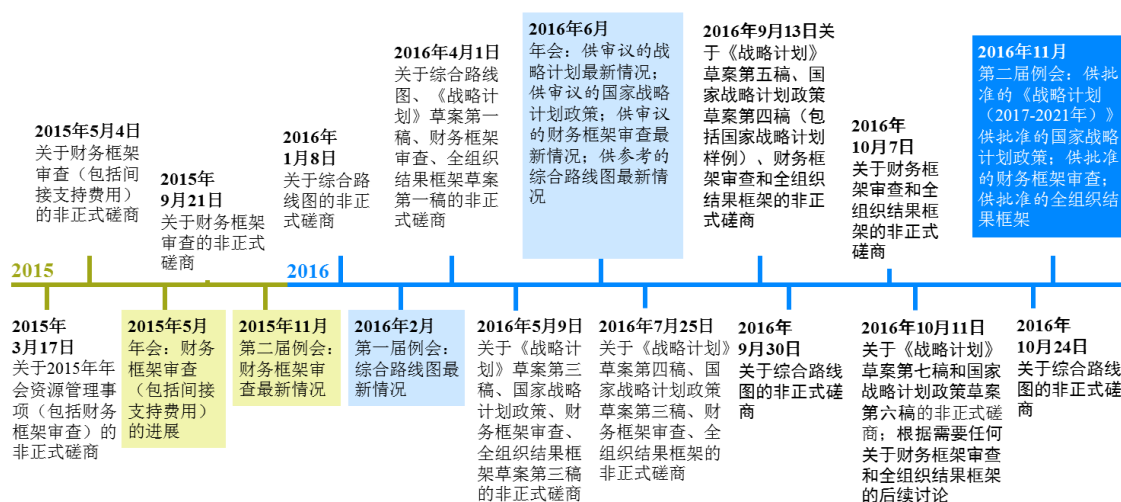 2015年5月4日
关于财务框架
审查（包括间
接支持费用）
的非正式磋商
2015年
9月21日
关于财务框架
审查的非正式
磋商
2016年
1月8日
关于综合路
线图的非正
式磋商
2016年4月1日
关于综合路线
图、《战略计
划》草案第一
稿、财务框架
审查、全组织
结果框架草案
第一稿的非正
式磋商
2016年6月
年会：供审议的战
略计划最新情况；
供审议的国家战略
计划政策；供审议
的财务框架审查最
新情况；供参考的
综合路线图最新情
况
2016年9月13日关
于《战略计划》
草案第五稿、国
家战略计划政策
草案第四稿（包
括国家战略计划
样例）、财务框
架审查和全组织
结果框架的非正
式磋商
2016年
10月7日
关于财务框
架审查和全
组织结果框
架的非正式
磋商
2016年11月
第二届例会：供批
准的《战略计划
（2017-2021年）》
供批准的国家战略
计划政策；供批准
的财务框架审查；
供批准的全组织结
果框架
2015
2016
2015年
3月17日
关于2015年年
会资源管理事
项（包括财务
框架审查）的
非正式磋商
2015年5月
年会：财务
框架审查
（包括间接
支持费用）
的进展
2015年11月
第二届例会：
财务框架审
查最新情况
2016年2月
第一届例会：
综合路线图最
新情况
2016年5月9日
关于《战略计
划》草案第三
稿、国家战略
计划政策、财
务框架审查、
全组织结果框
架草案第三稿
的非正式磋商
2016年7月25日
关于《战略计划》
草案第四稿、国
家战略计划政策
草案第三稿、财
务框架审查、全
组织结果框架的
非正式磋商
2016年
9月30日
关于综合路线
图的非正式磋
商
2016年10月11日
关于《战略计划》
草案第七稿和国家
战略计划政策草案
第六稿的非正式磋
商；根据需要任何
关于财务框架审查
和全组织结果框架
的后续讨论
2016年
10月24日
关于综合路线
图的非正式磋
商